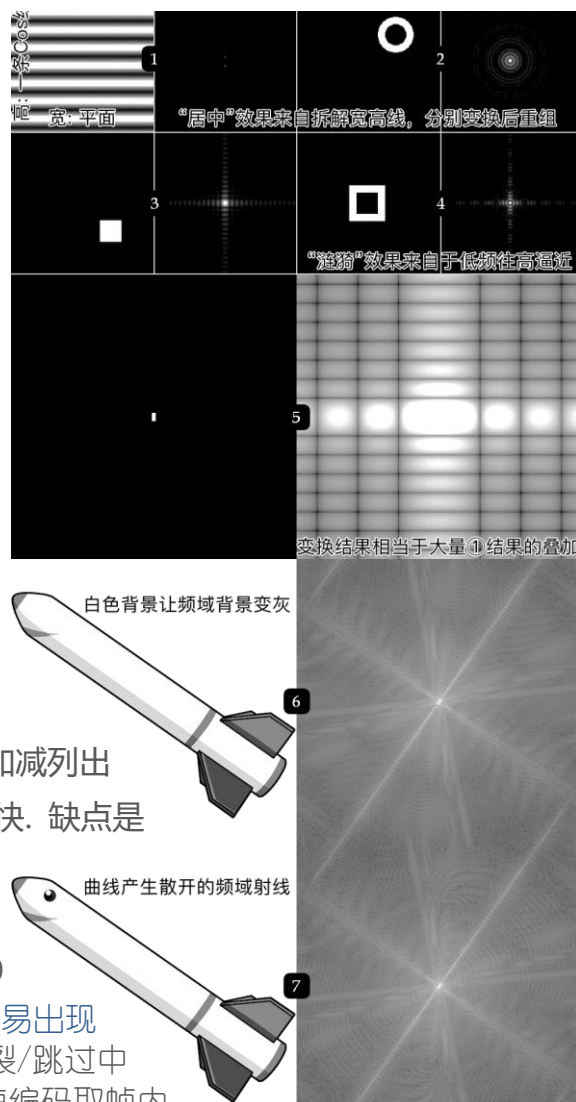 一条Cos
1
2
宽: 平面
“居中”效果来自拆解宽高线, 分别变换后重组
3
4
“涟漪”效果来自于低频往高逼近
5
变换结果相当于大量①结果的叠加
白色背景让频域背景变灰
6
加减列出
快. 缺点是
曲线产生散开的频域射线
7
)
易出现
裂/跳过中
编码取帧内